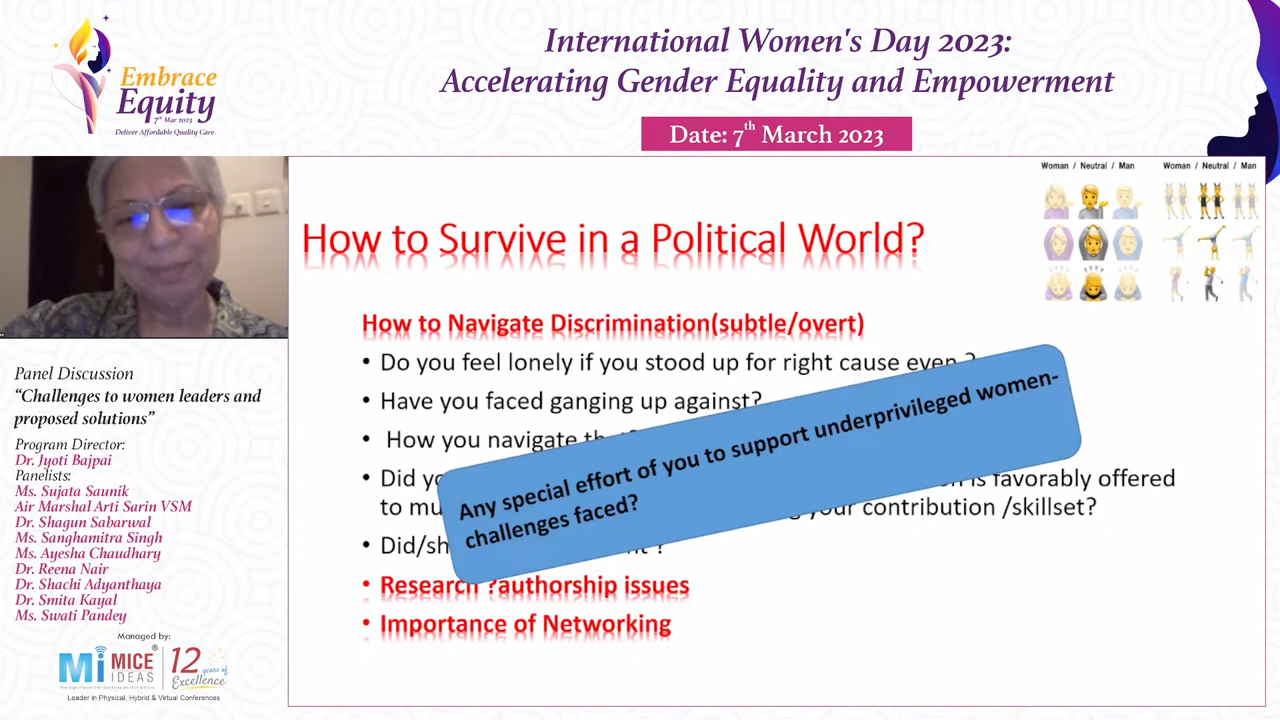 Embrace
Equity
7th Mar 2023
Deliver Affordable Quality Care
International Women's Day 2023:
Accelerating Gender Equality and Empowerment
Date: 7th March 2023
Panel Discussion
“Challenges to women leaders and
proposed solutions”
Program Director:
Dr. Jyoti Bajpai
Panelists:
Ms. Sujata Saunik
Air Marshal Arti Sarin VSM
Dr. Shagun Sabarwal
Ms. Sanghamitra Singh
Ms. Ayesha Chaudhary
Dr. Reena Nair
Dr. Shachi Adyanthaya
Dr. Smita Kayal
Ms. Swati Pandey
Managed by:
Mi MICE IDEAS ® 12 years of Excellence
Leader in Physical, Hybrid & Virtual Conferences
Woman / Neutral / Man
Woman / Neutral / Man
How to Survive in a Political World?
How to Navigate Discrimination(subtle/overt)
• Do you feel lonely if you stood up for right cause even ?
• Have you faced ganging up against?
• How you navigate
• Did is favorably offered
to your contribution /skillset?
• Did/sh ?
• Research ?authorship issues
• Importance of Networking
Any special effort of you to support underprivileged women-
challenges faced?